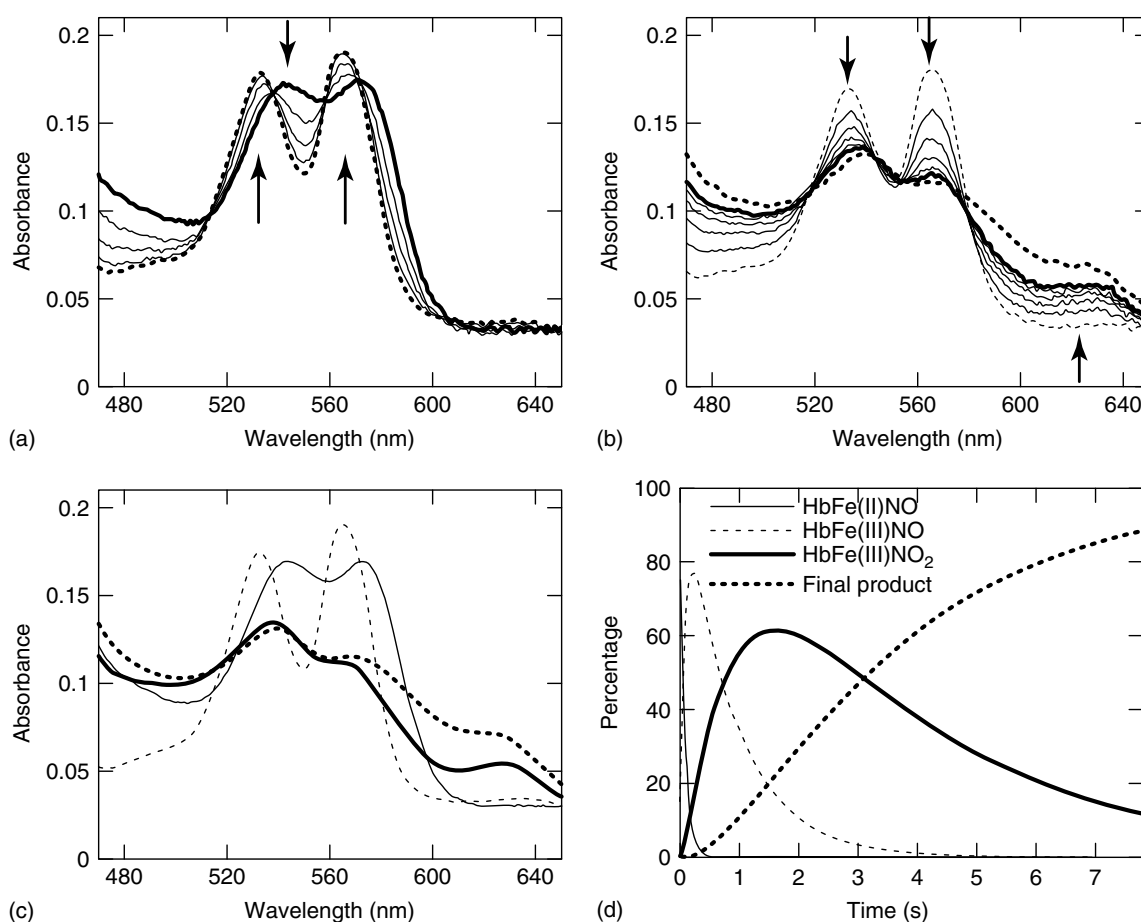 0.2
0.15
0.1
0.05
0
Absorbance
480 520 560 600 640
Wavelength (nm)
(a)
0.2
0.15
0.1
0.05
0
Absorbance
480 520 560 600 640
Wavelength (nm)
(b)
0.2
0.15
0.1
0.05
0
Absorbance
480 520 560 600 640
Wavelength (nm)
(c)
100
80
60
40
20
0
Percentage
HbFe(II)NO
HbFe(III)NO
HbFe(III)NO₂
Final product
0 1 2 3 4 5 6 7
Time (s)
(d)